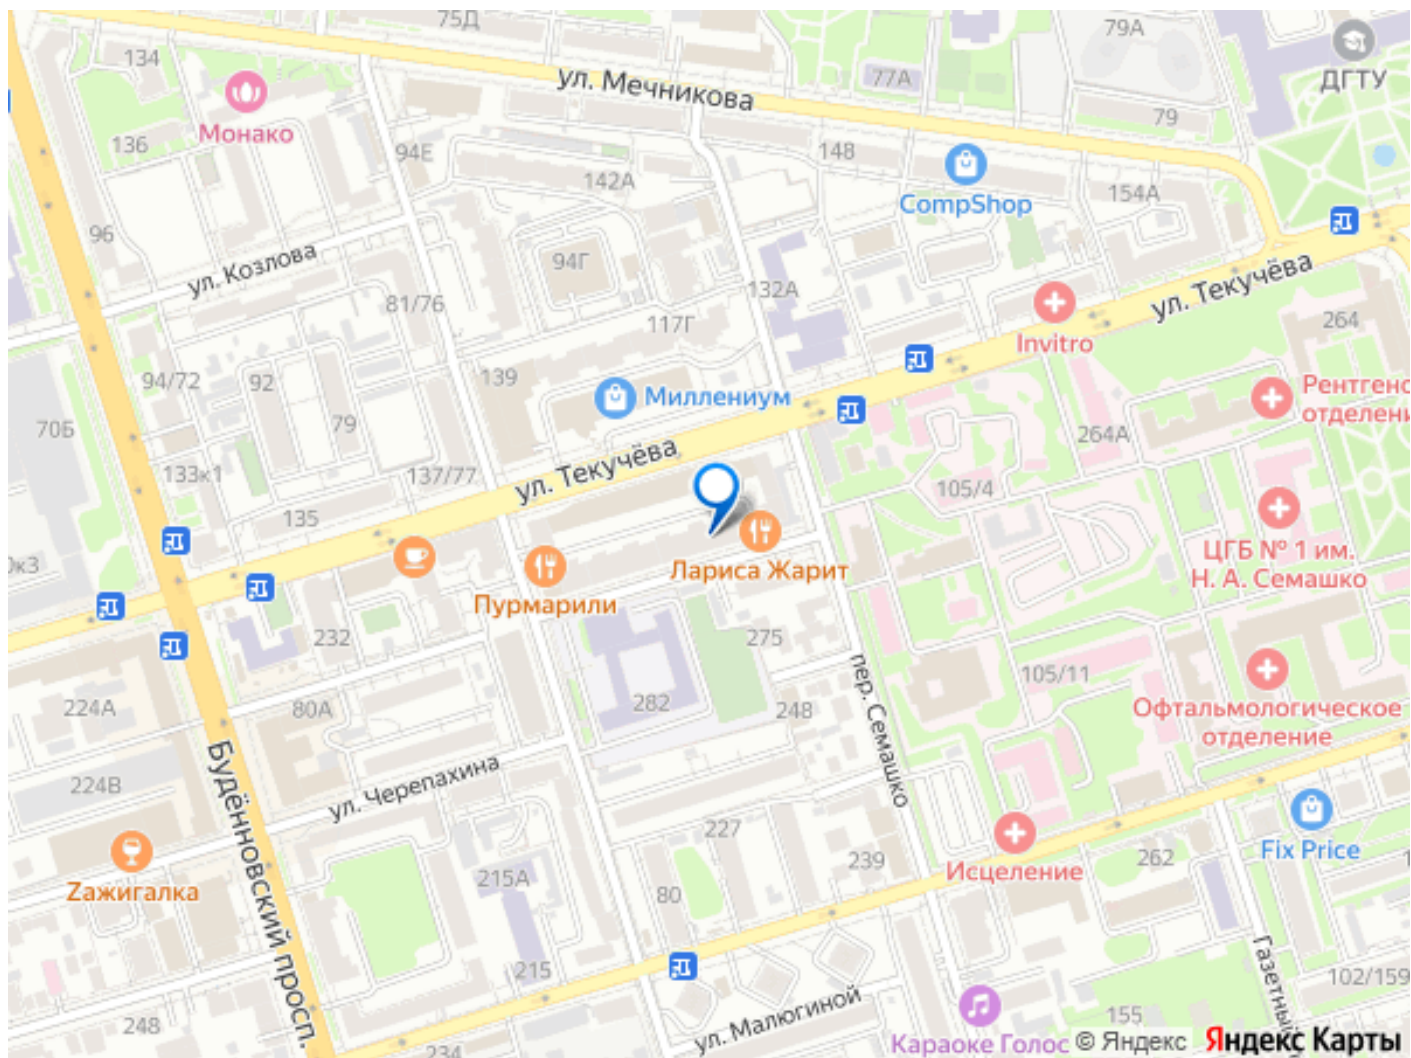 75Д
79А
134
ДГТУ
77А
ул. Мечникова
79
Монако
136
94Е
148
142А
154А
CompShop
96
ул. Козлова
94Г
132А
ул. Текучёва
81/76
117Г
264
Invitro
139
94/72
92
Миллениум
Рентгено
отделени
79
70Б
264А
137/77
ул. Текучёва
133к1
105/4
135
ЦГБ № 1 им.
Н. А. Семашко
к3
Лариса Жарит
Пурмарили
232
275
105/11
пер. Семашко
282
248
224А
80А
Офтальмологическое
отделение
Будённовский просп.
224В
ул. Черепахина
227
239
262
Fix Price
Исцеление
Zажигалка
215А
80
215
Газетный
102/159
248
ул. Малюгиной
155
234
Караоке Голос
© Яндекс
Яндекс Карты